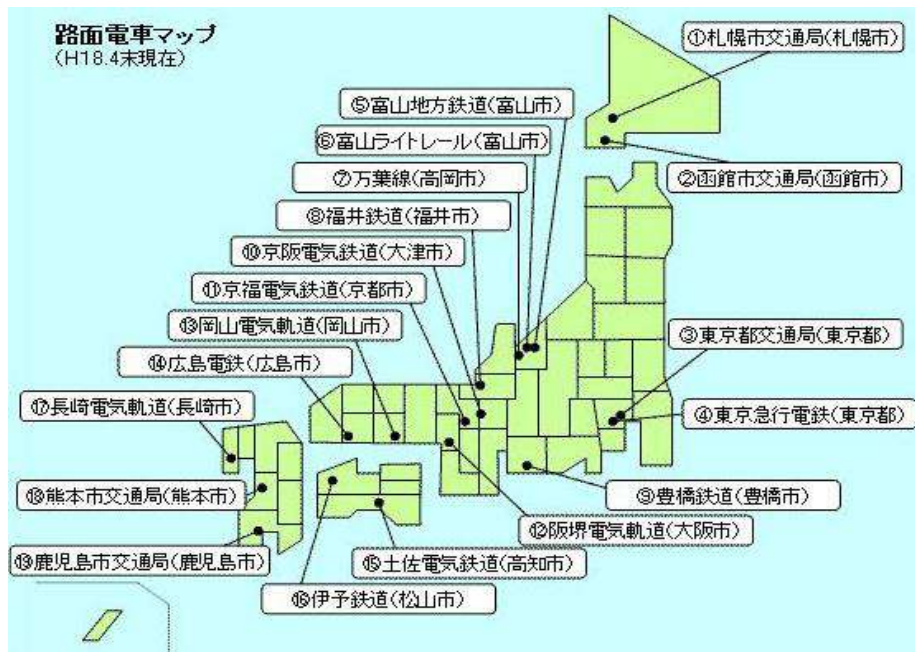 路面電車マップ
(H18.4末現在)
①札幌市交通局(札幌市)
⑤富山地方鉄道(富山市)
⑥富山ライトレール(富山市)
⑦万葉線(高岡市)
②函館市交通局(函館市)
⑧福井鉄道(福井市)
⑩京阪電気鉄道(大津市)
⑪京福電気鉄道(京都市)
⑬岡山電気軌道(岡山市)
③東京都交通局(東京都)
⑭広島電鉄(広島市)
⑰長崎電気軌道(長崎市)
④東京急行電鉄(東京都)
⑱熊本市交通局(熊本市)
⑨豊橋鉄道(豊橋市)
⑫阪堺電気軌道(大阪市)
⑲鹿児島市交通局(鹿児島市)
⑮土佐電気鉄道(高知市)
⑯伊予鉄道(松山市)